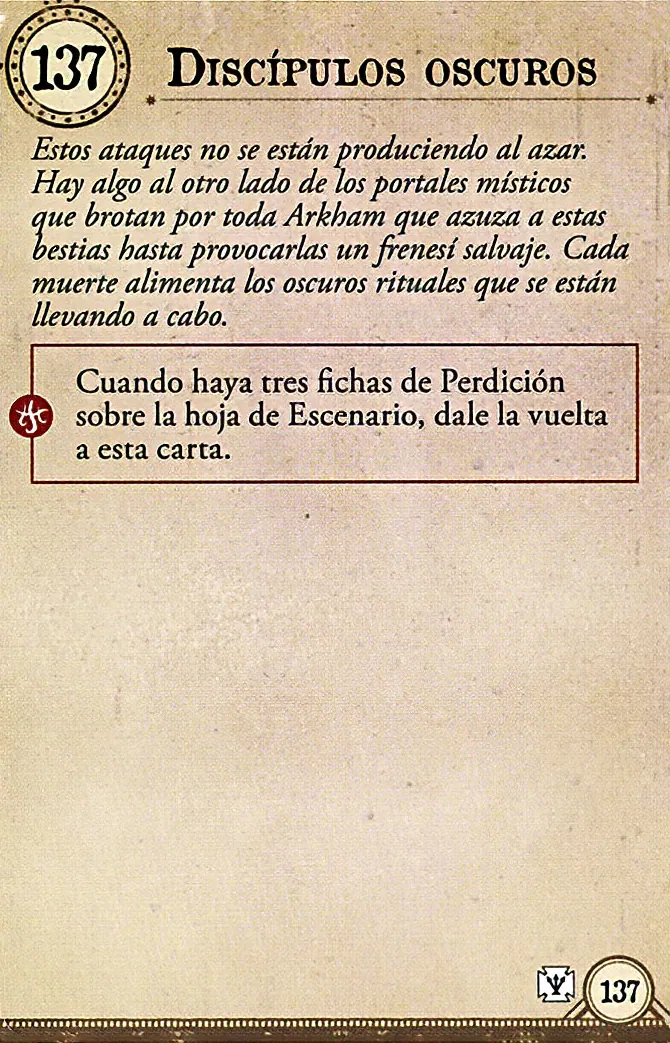 137
DISCÍPULOS OSCUROS
Estos ataques no se están produciendo al azar.
Hay algo al otro lado de los portales místicos
que brotan por toda Arkham que azuza a estas
bestias hasta provocarlas un frenesí salvaje. Cada
muerte alimenta los oscuros rituales que se están
llevando a cabo.
Cuando haya tres fichas de Perdición
sobre la hoja de Escenario, dale la vuelta
a esta carta.
137